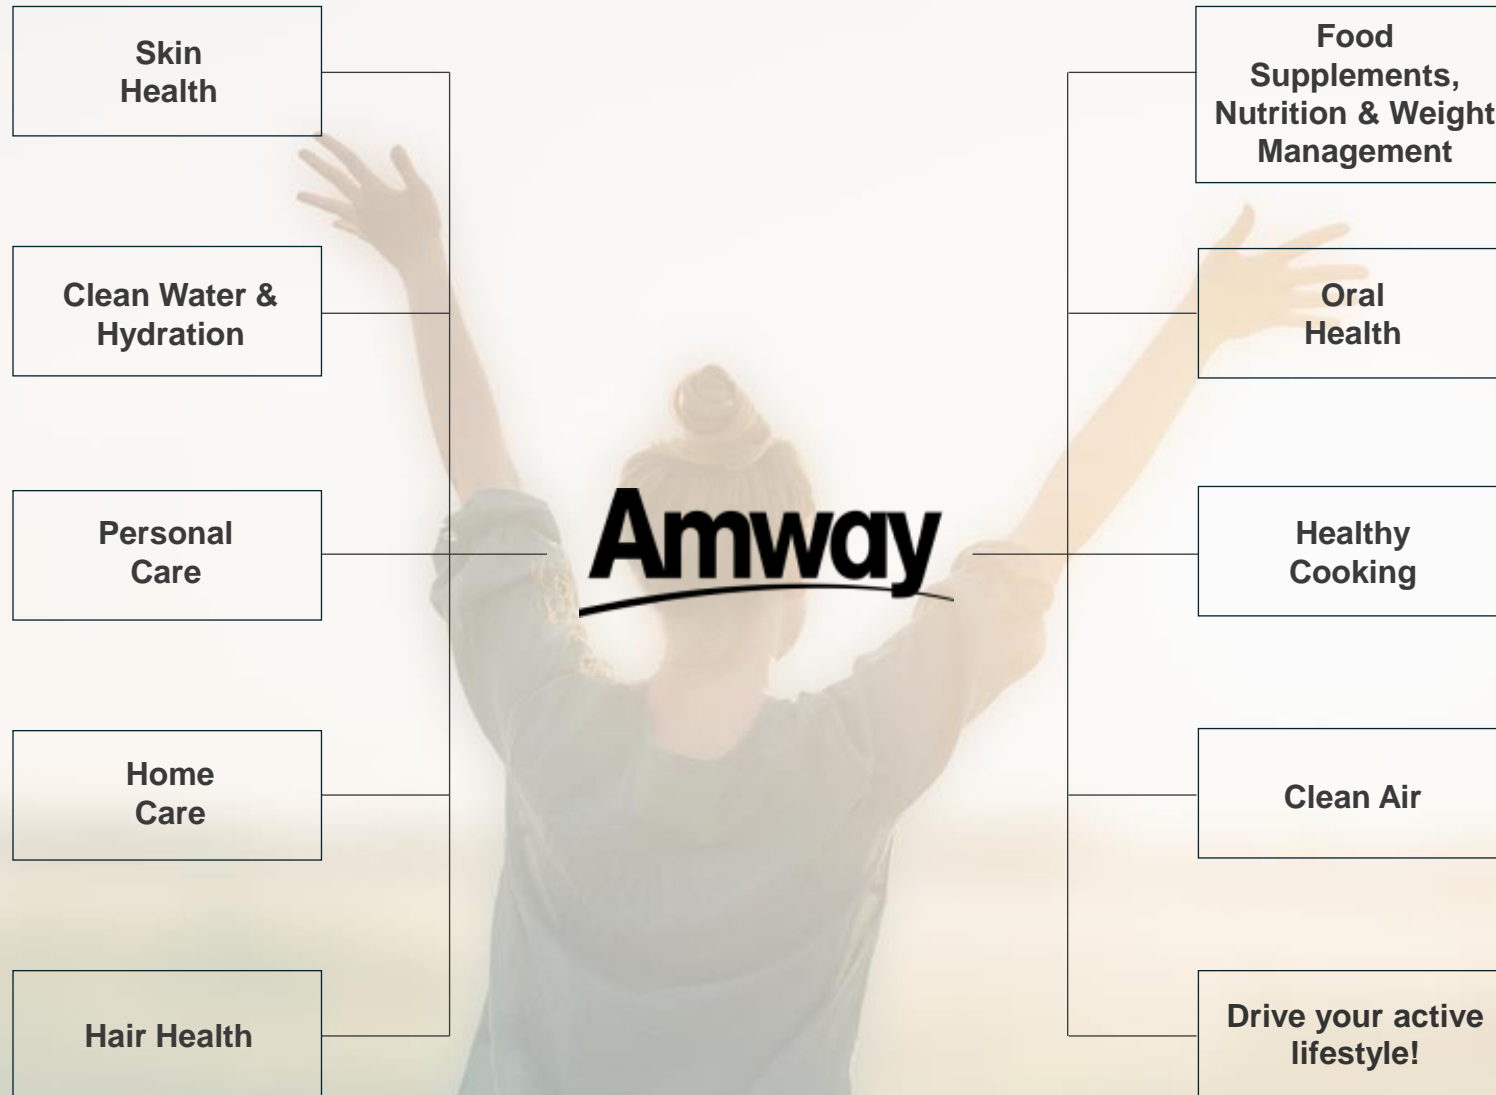 Skin
Health
Clean Water &
Hydration
Personal
Care
Home
Care
Hair Health
Amway
Food
Supplements,
Nutrition & Weight
Management
Oral
Health
Healthy
Cooking
Clean Air
Drive your active
lifestyle!